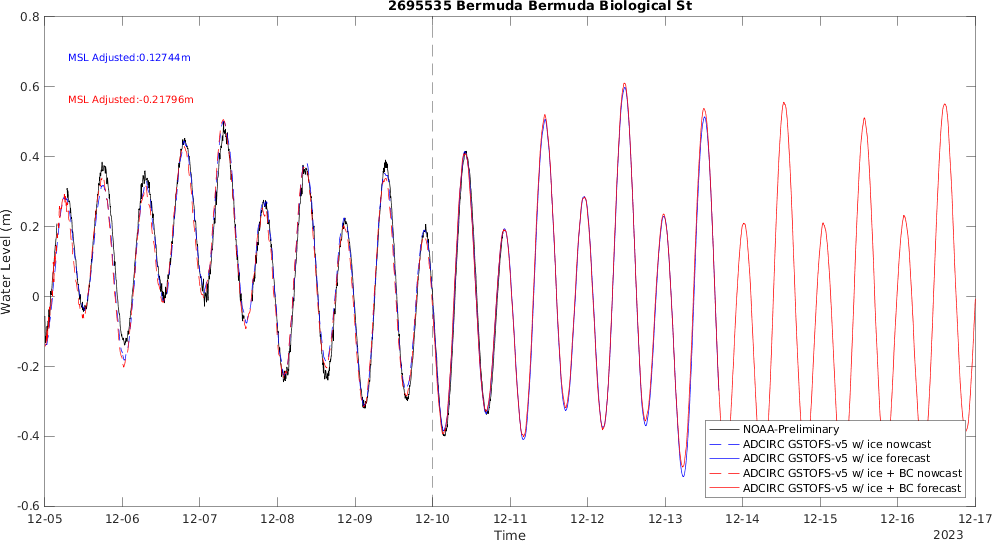 2695535 Bermuda Bermuda Biological St
0.8
0.6
0.4
0.2
0
-0.2
-0.4
-0.6
Water Level (m)
MSL Adjusted:0.12744m
MSL Adjusted:-0.21796m
NOAA-Preliminary
ADCIRC GSTOFS-v5 w/ ice nowcast
ADCIRC GSTOFS-v5 w/ ice forecast
ADCIRC GSTOFS-v5 w/ ice + BC nowcast
ADCIRC GSTOFS-v5 w/ ice + BC forecast
12-05 12-06 12-07 12-08 12-09 12-10 12-11 12-12 12-13 12-14 12-15 12-16 12-17
Time
2023